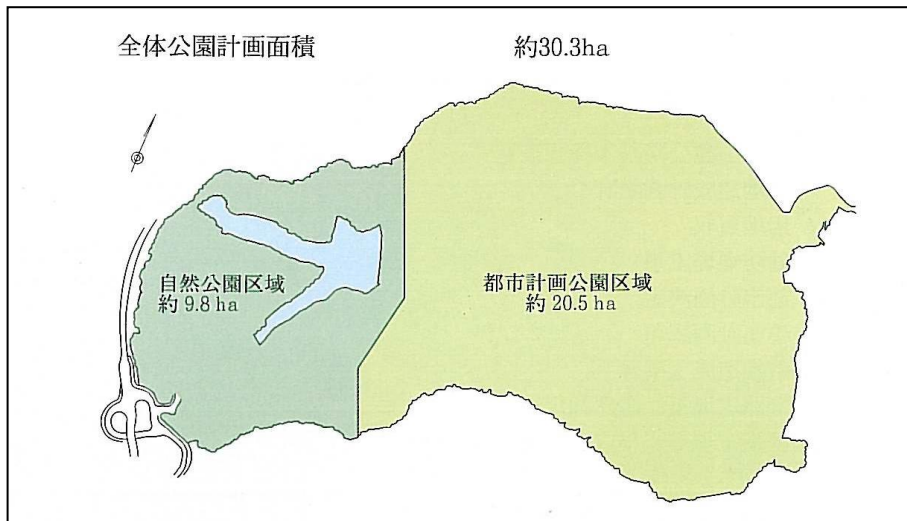 全体公園計画面積 約30.3ha
自然公園区域
約 9.8 ha
都市計画公園区域
約 20.5 ha